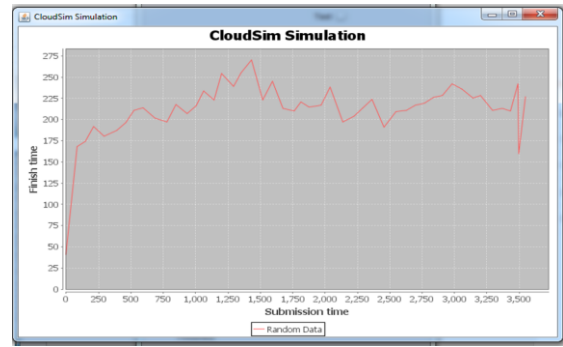 CloudSim Simulation
CloudSim Simulation
275
250
225
200
175
150
125
100
75
50
25
0
Finish time
0 250 500 750 1,000 1,250 1,500 1,750 2,000 2,250 2,500 2,750 3,000 3,250 3,500
Submission time
Random Data